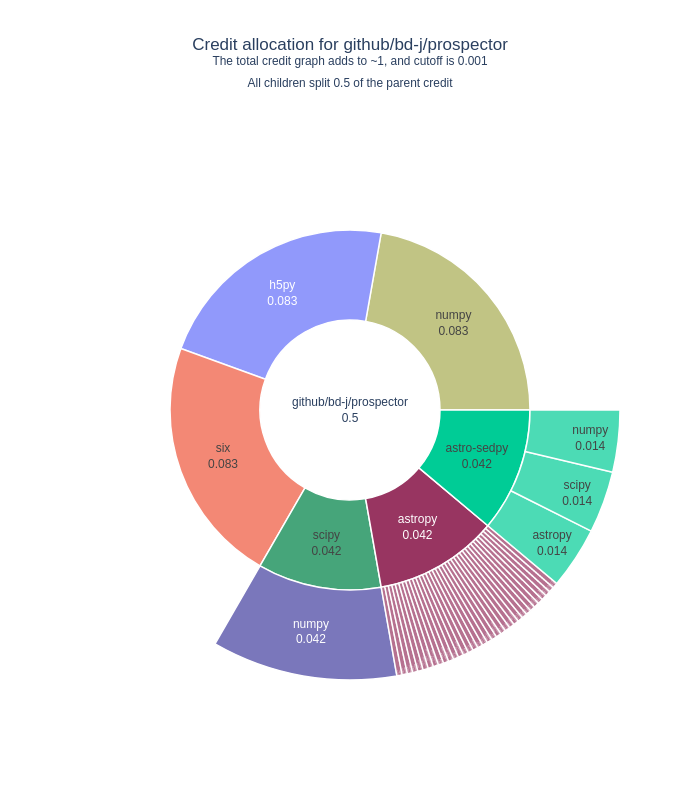 Credit allocation for github/bd-j/prospector
The total credit graph adds to ~1, and cutoff is 0.001
All children split 0.5 of the parent credit
h5py
0.083
numpy
0.083
github/bd-j/prospector
0.5
six
0.083
astro-sedpy
0.042
numpy
0.014
scipy
0.014
astropy
0.014
astropy
0.042
scipy
0.042
numpy
0.042